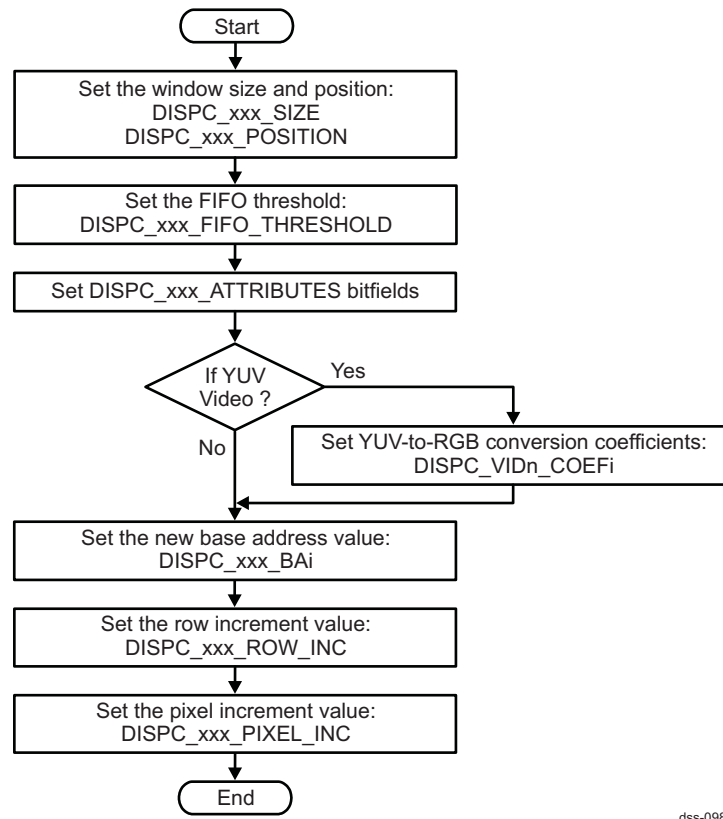 Start
Set the window size and position:
DISPC_xxx_SIZE
DISPC_xxx_POSITION
Set the FIFO threshold:
DISPC_xxx_FIFO_THRESHOLD
Set DISPC_xxx_ATTRIBUTES bitfields
If YUV
Video ?
Yes
No
Set YUV-to-RGB conversion coefficients:
DISPC_VIDn_COEFi
Set the new base address value:
DISPC_xxx_BAi
Set the row increment value:
DISPC_xxx_ROW_INC
Set the pixel increment value:
DISPC_xxx_PIXEL_INC
End